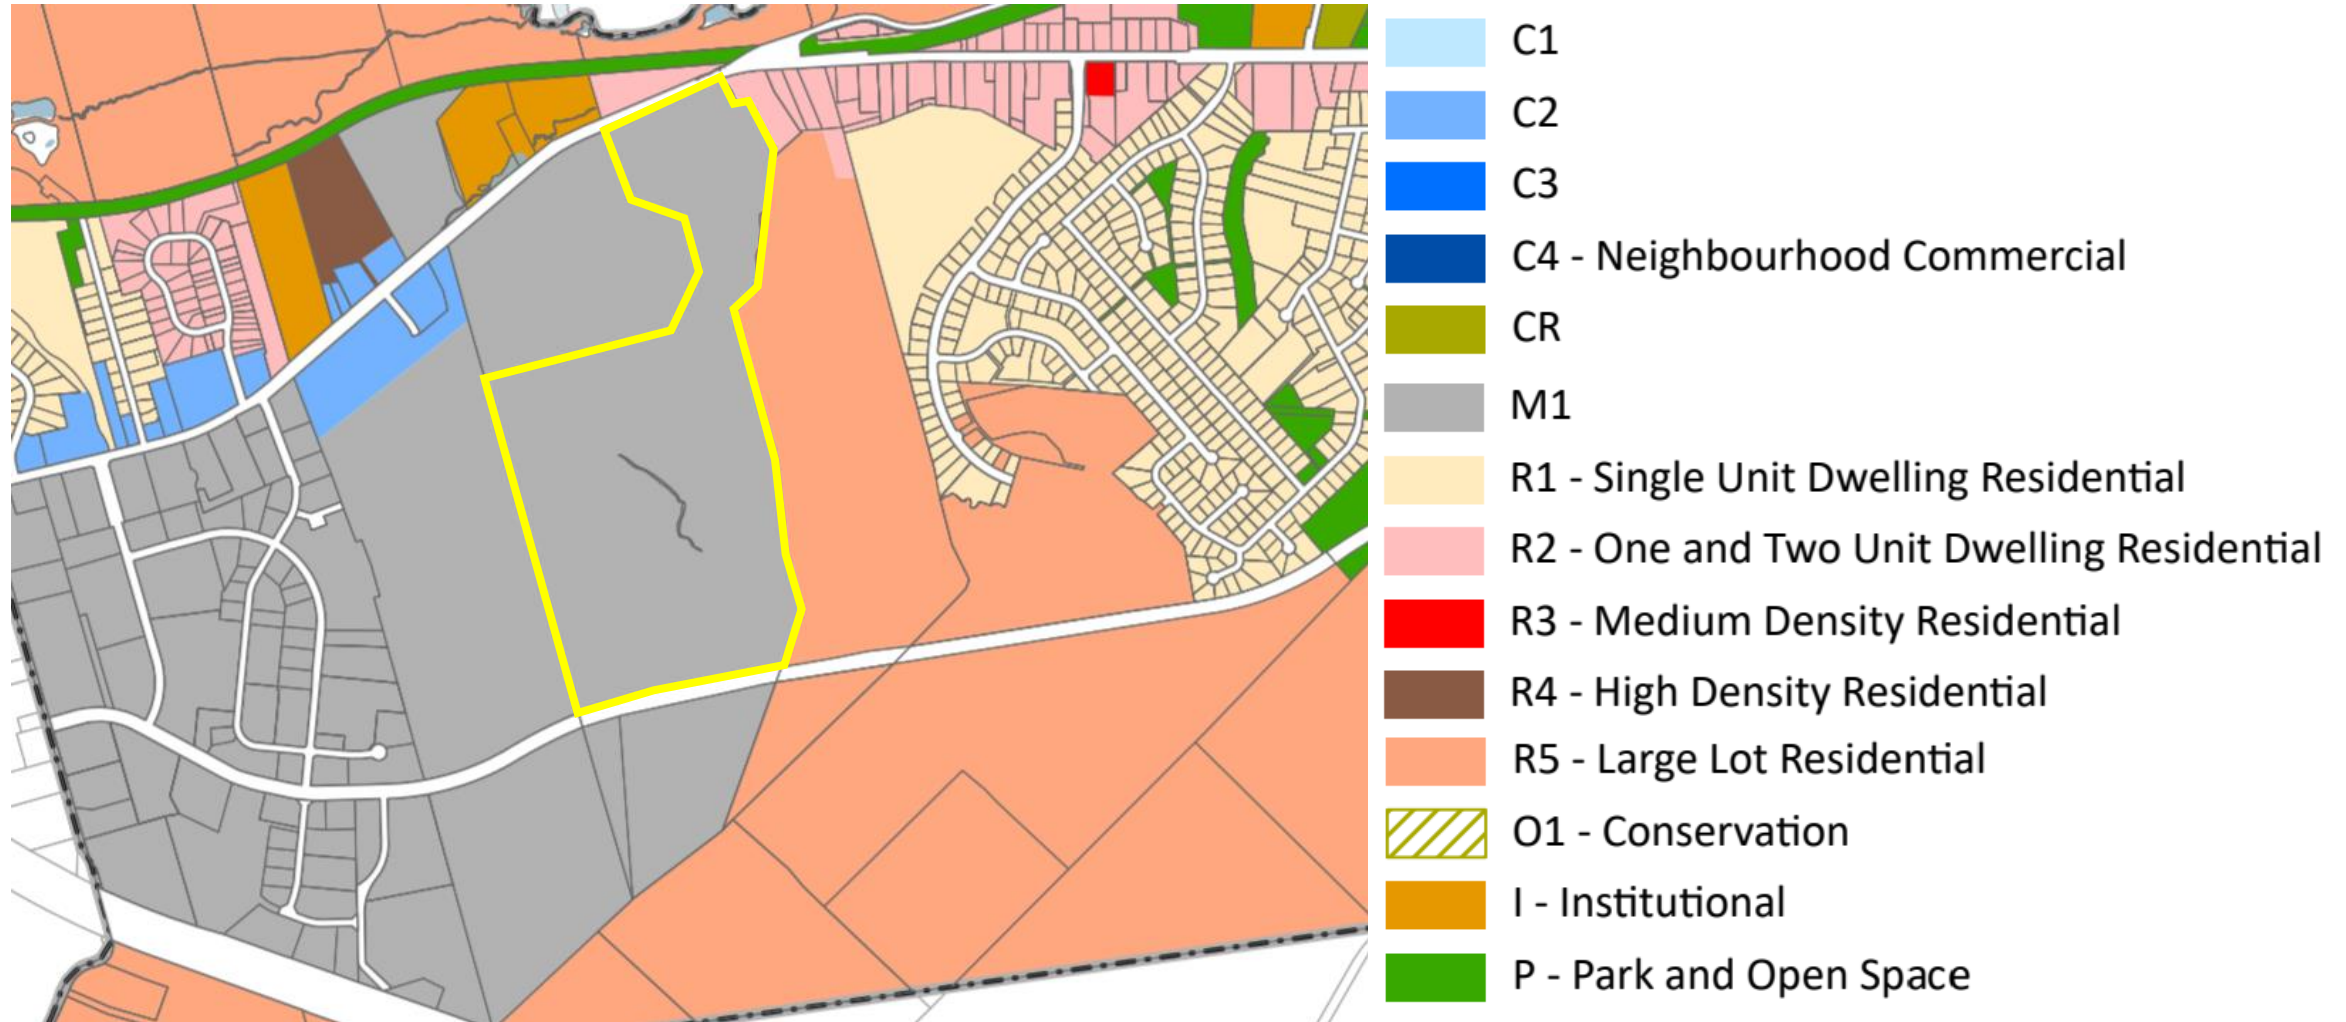 C1
C2
C3
C4 - Neighbourhood Commercial
CR
M1
R1 - Single Unit Dwelling Residential
R2 - One and Two Unit Dwelling Residential
R3 - Medium Density Residential
R4 - High Density Residential
R5 - Large Lot Residential
O1 - Conservation
I - Institutional
P - Park and Open Space